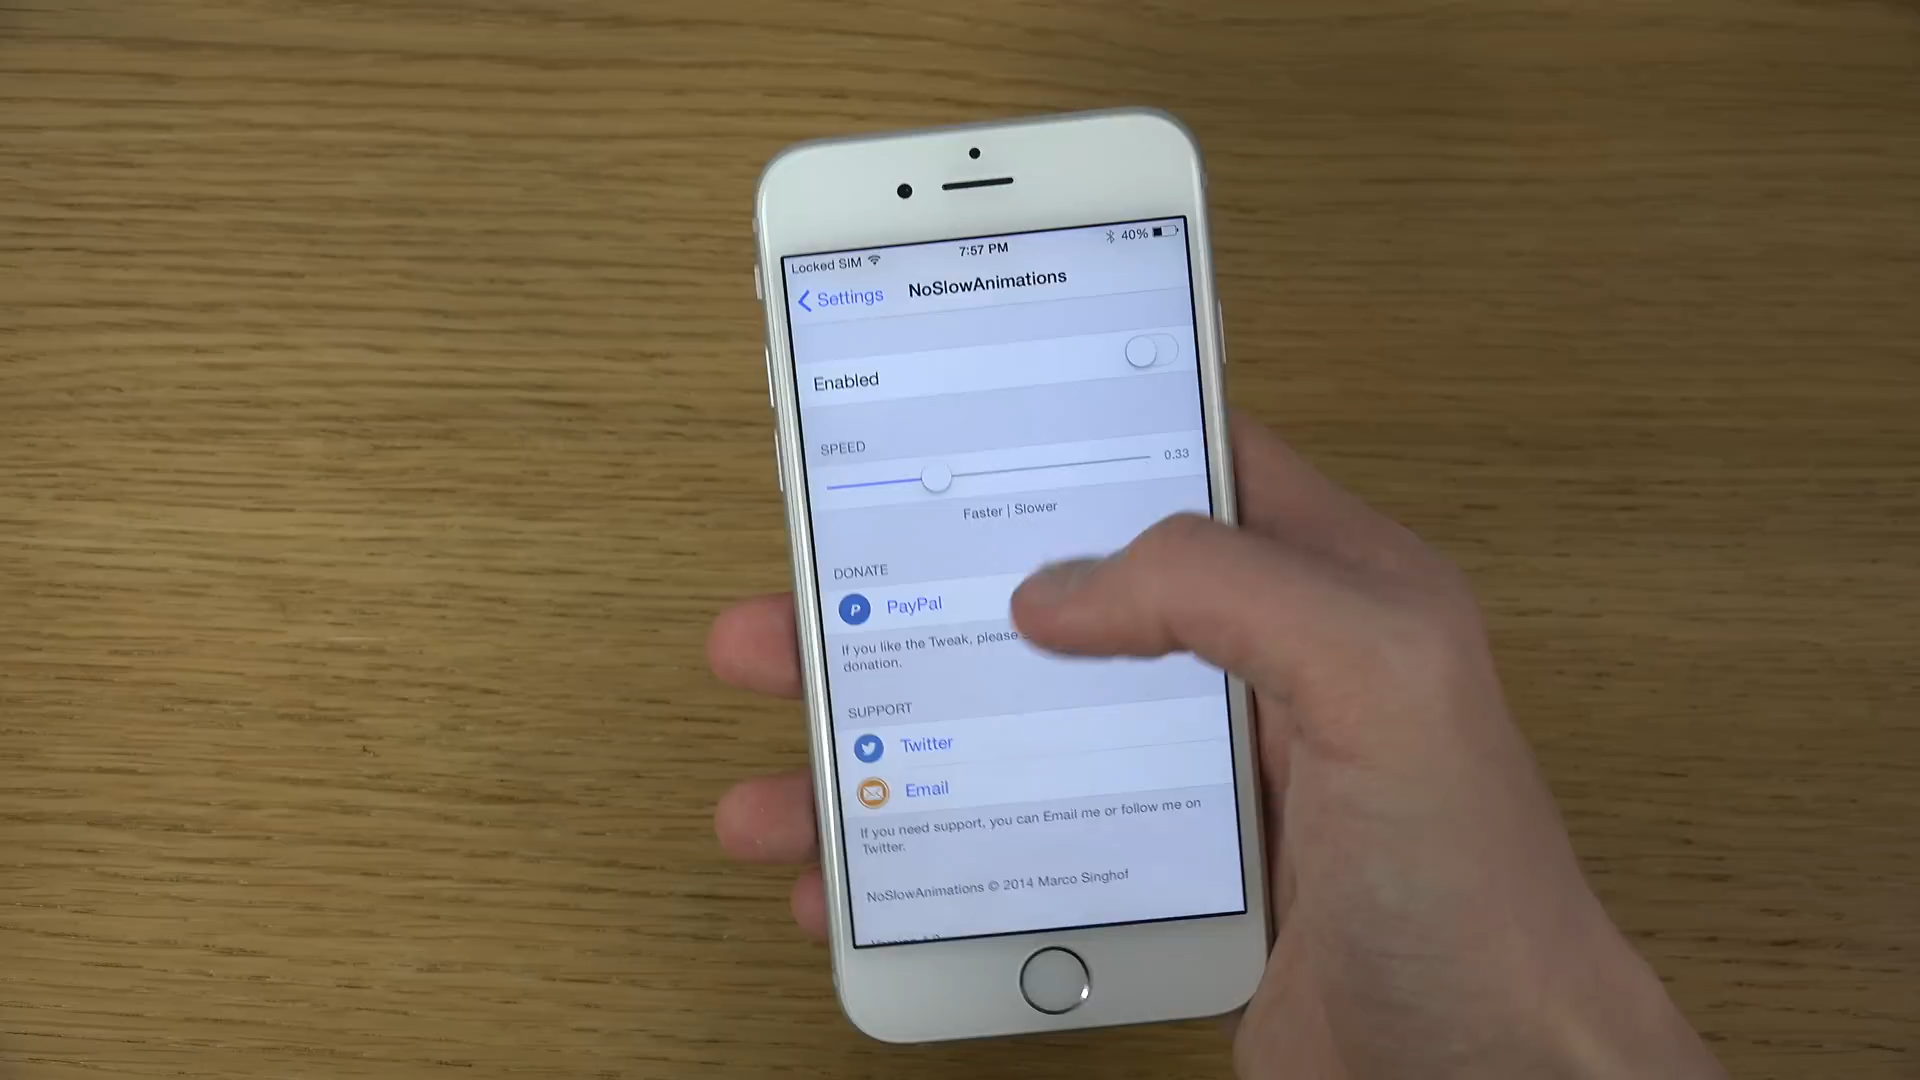 Locked SIM 7:57 PM 40%
Settings NoSlowAnimations
Enabled
SPEED
0.33
Faster | Slower
DONATE
P PayPal
If you like the Tweak, please
donation.
SUPPORT
Twitter
Email
If you need support, you can Email me or follow me on
Twitter.
NoSlowAnimations © 2014 Marco Singhof